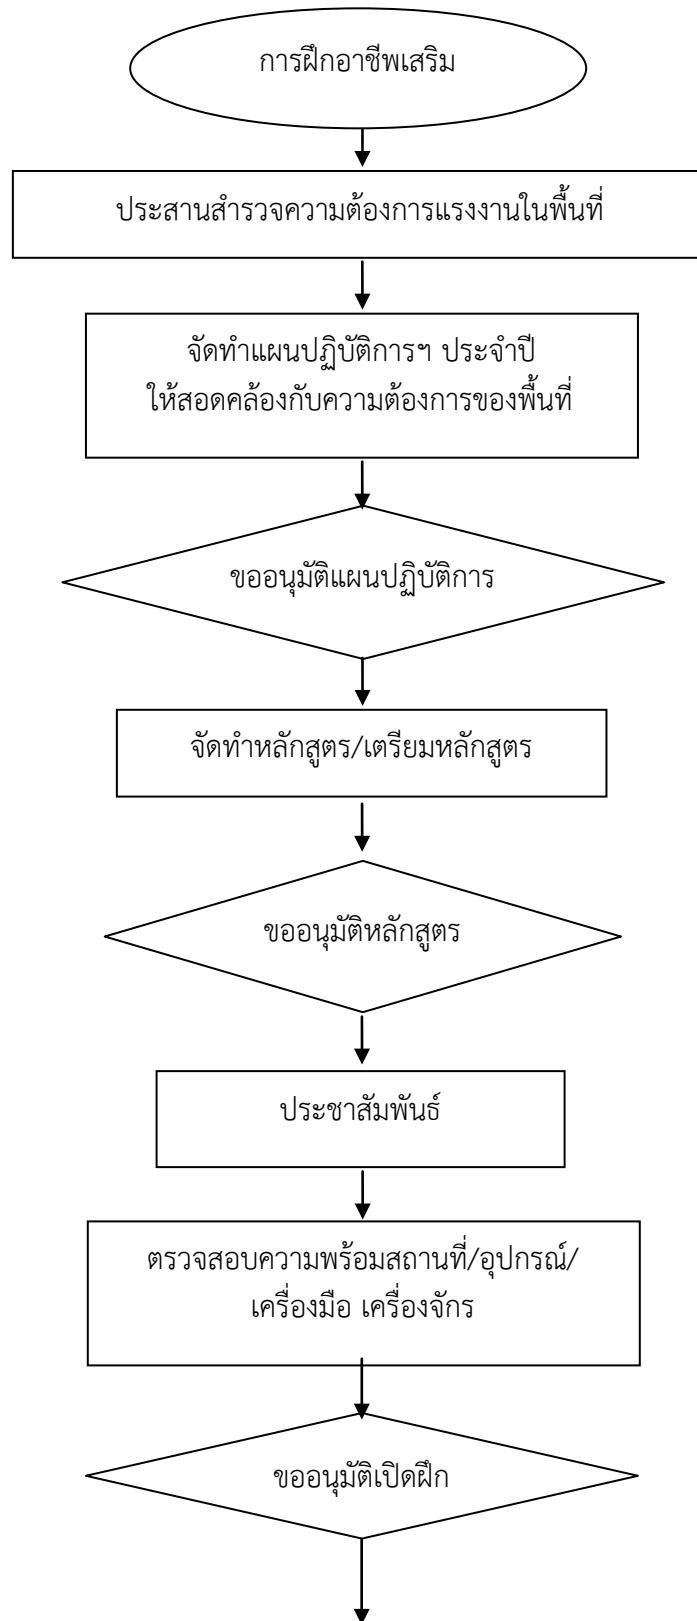 การฝึกอาชีพเสริม
ประสานสำรวจความต้องการแรงงานในพื้นที่
จัดทำแผนปฏิบัติการฯ ประจำปี
ให้สอดคล้องกับความต้องการของพื้นที่
ขออนุมัติแผนปฏิบัติการ
จัดทำหลักสูตร/เตรียมหลักสูตร
ขออนุมัติหลักสูตร
ประชาสัมพันธ์
ตรวจสอบความพร้อมสถานที่/อุปกรณ์/
เครื่องมือ เครื่องจักร
ขออนุมัติเปิดฝึก